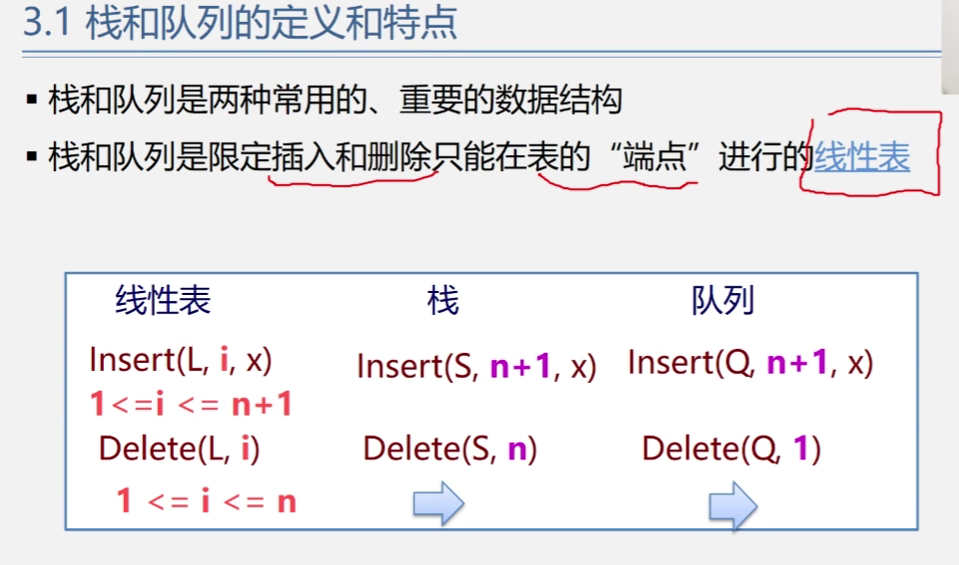 3.1 栈和队列的定义和特点
▪ 栈和队列是两种常用的、重要的数据结构
▪ 栈和队列是限定插入和删除只能在表的“端点”进行的线性表
线性表 栈 队列
Insert(L, i, x) Insert(S, n+1, x) Insert(Q, n+1, x)
1<=i <= n+1
Delete(L, i) Delete(S, n) Delete(Q, 1)
1 <= i <= n